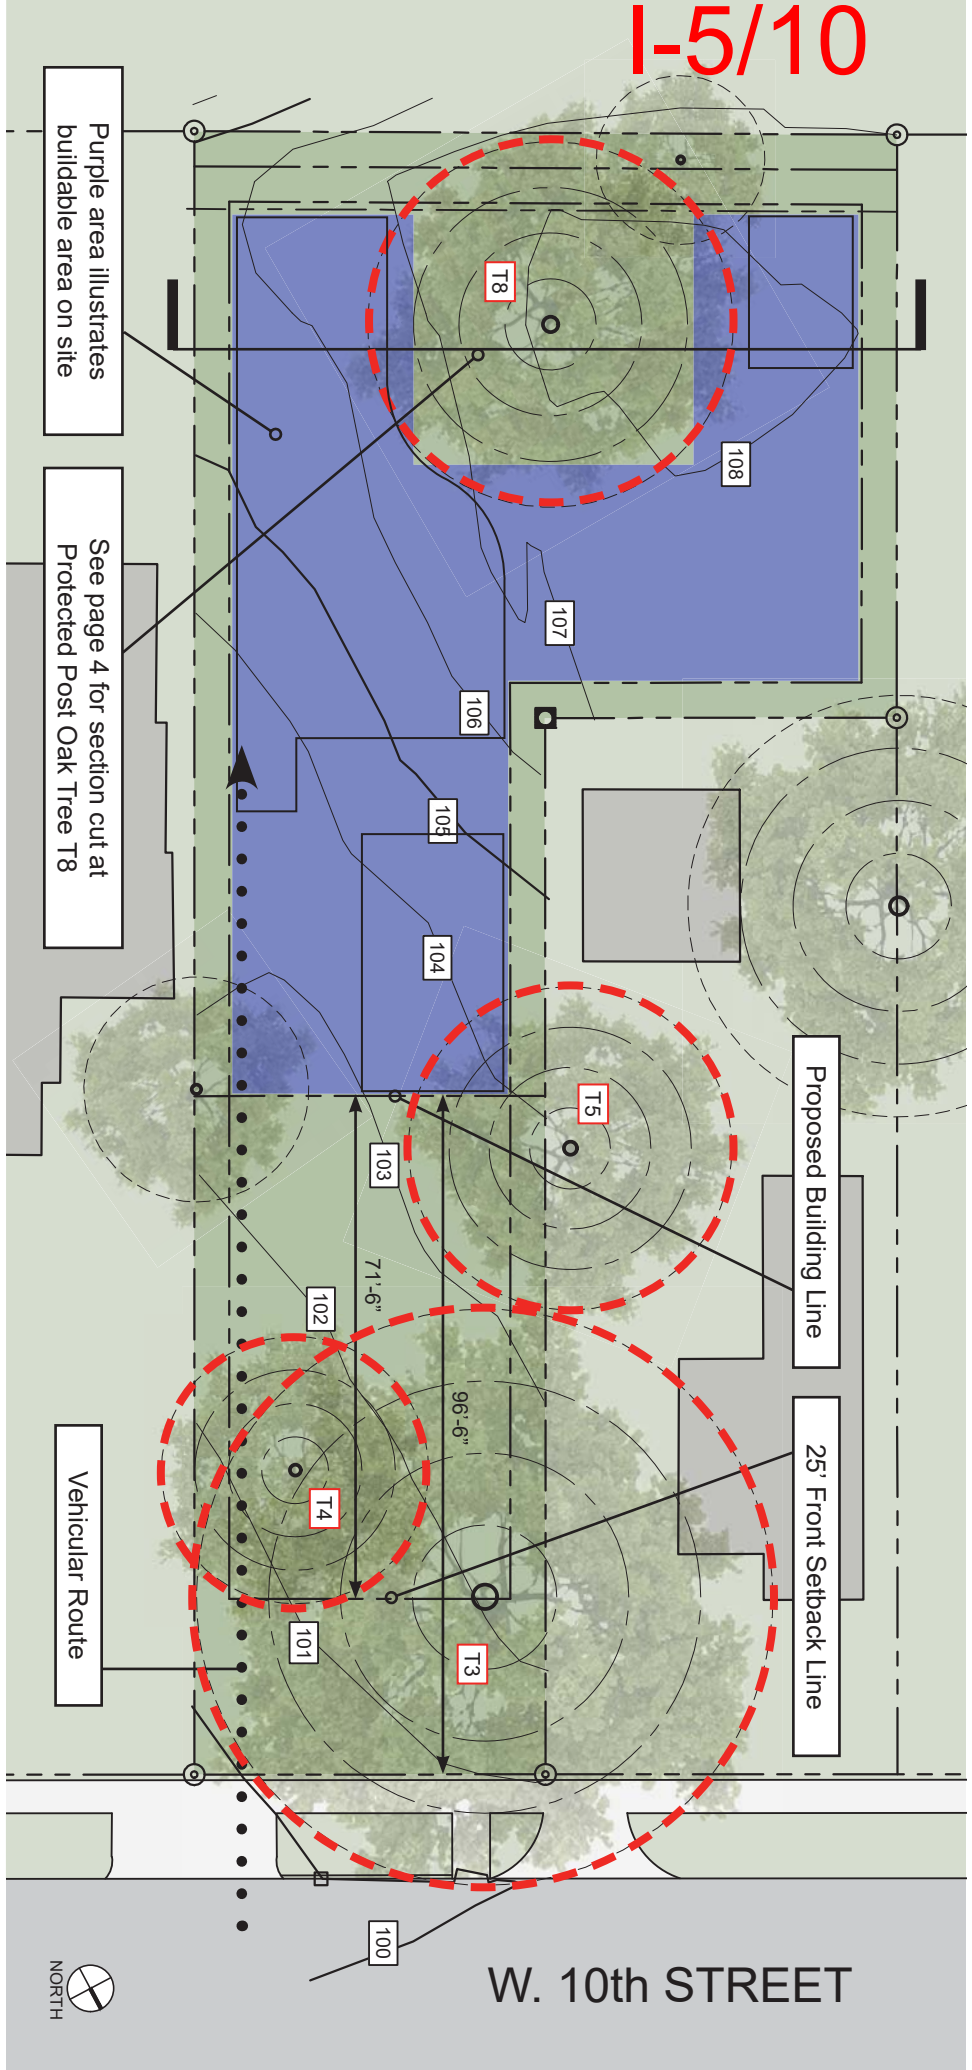 I-5/10
Purple area illustrates
buildable area on site
See page 4 for section cut at
Protected Post Oak Tree T8
T8
108
107
106
105
104
T5
Proposed Building Line
103
71'-6"
102
96'-6"
25' Front Setback Line
T4
Vehicular Route
101
T3
100
W. 10th STREET
NORTH